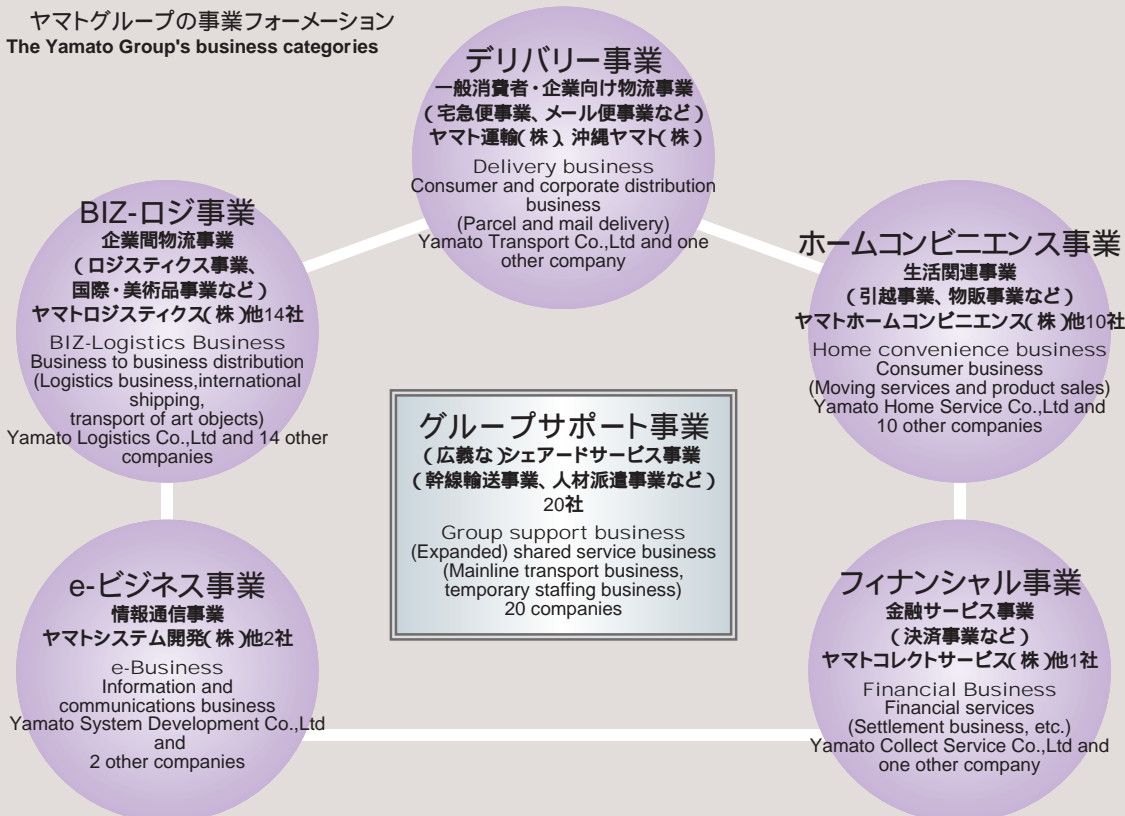 ヤマトグループの事業フォーメーション
The Yamato Group's business categories
デリバリー事業
一般消費者・企業向け物流事業
(宅急便事業、メール便事業など)
ヤマト運輸(株)、沖縄ヤマト(株)
Delivery business
Consumer and corporate distribution
business
(Parcel and mail delivery)
Yamato Transport Co.,Ltd and one
other company
BIZ-ロジ事業
企業間物流事業
(ロジスティクス事業、
国際・美術品事業など)
ヤマトロジスティクス(株)他14社
BIZ-Logistics Business
Business to business distribution
(Logistics business,international
shipping,
transport of art objects)
Yamato Logistics Co.,Ltd and 14 other
companies
ホームコンビニエンス事業
生活関連事業
(引越事業、物販事業など)
ヤマトホームコンビニエンス(株)他10社
Home convenience business
Consumer business
(Moving services and product sales)
Yamato Home Service Co.,Ltd and
10 other companies
グループサポート事業
(広義な)シェアードサービス事業
(幹線輸送事業、人材派遣事業など)
20社
Group support business
(Expanded) shared service business
(Mainline transport business,
temporary staffing business)
20 companies
e-ビジネス事業
情報通信事業
ヤマトシステム開発(株)他2社
e-Business
Information and
communications business
Yamato System Development Co.,Ltd
and
2 other companies
フィナンシャル事業
金融サービス事業
(決済事業など)
ヤマトコレクトサービス(株)他1社
Financial Business
Financial services
(Settlement business, etc.)
Yamato Collect Service Co.,Ltd and
one other company